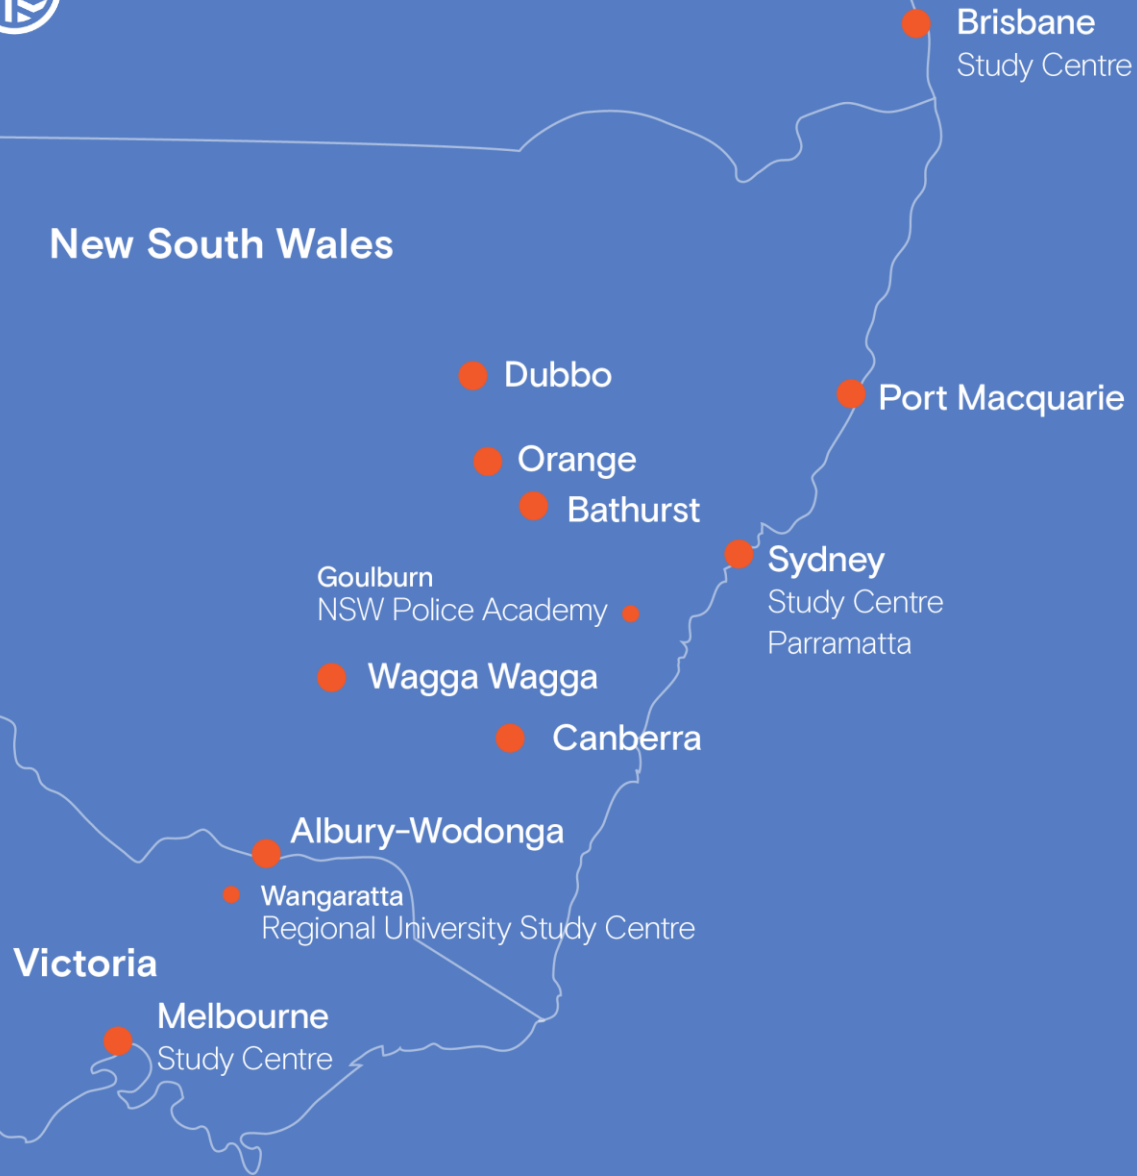 Brisbane
Study Centre
New South Wales
Dubbo
Port Macquarie
Orange
Bathurst
Sydney
Study Centre
Parramatta
Goulburn
NSW Police Academy
Wagga Wagga
Canberra
Albury-Wodonga
Wangaratta
Regional University Study Centre
Victoria
Melbourne
Study Centre